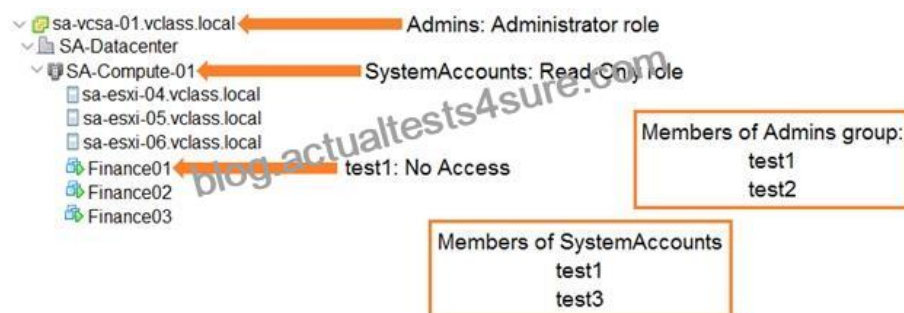 sa-vcsa-01.vclass.local
Admins: Administrator role
SA-Datacenter
SA-Compute-01
SystemAccounts: Read-Only role
sa-esxi-04.vclass.local
sa-esxi-05.vclass.local
sa-esxi-06.vclass.local
Finance01
test1: No Access
Finance02
Finance03
blog.actualtests4sure.com
Members of Admins group:
test1
test2
Members of SystemAccounts
test1
test3